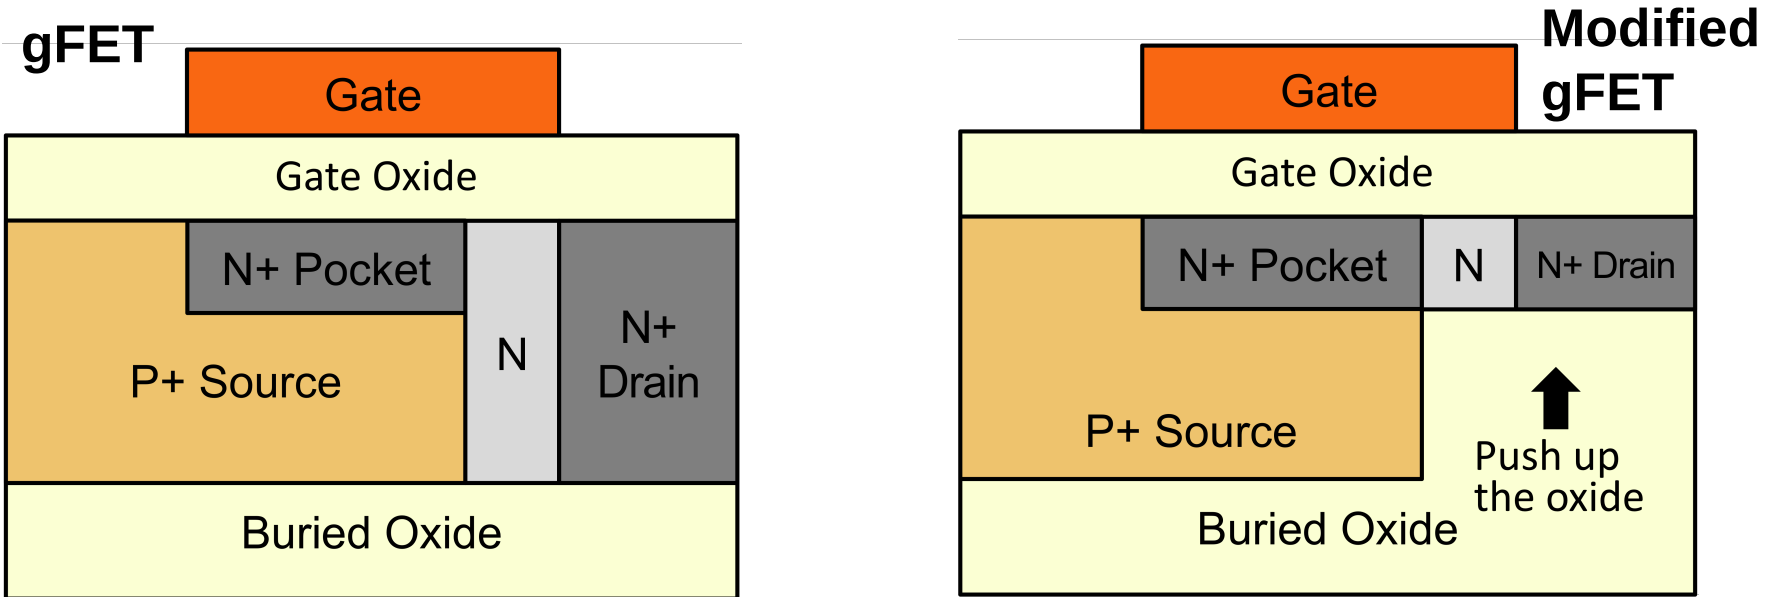 gFET
Gate
Gate Oxide
N+ Pocket
P+ Source
N
N+
Drain
Buried Oxide
Modified
gFET
Gate
Gate Oxide
N+ Pocket
N
N+ Drain
P+ Source
Push up
the oxide
Buried Oxide